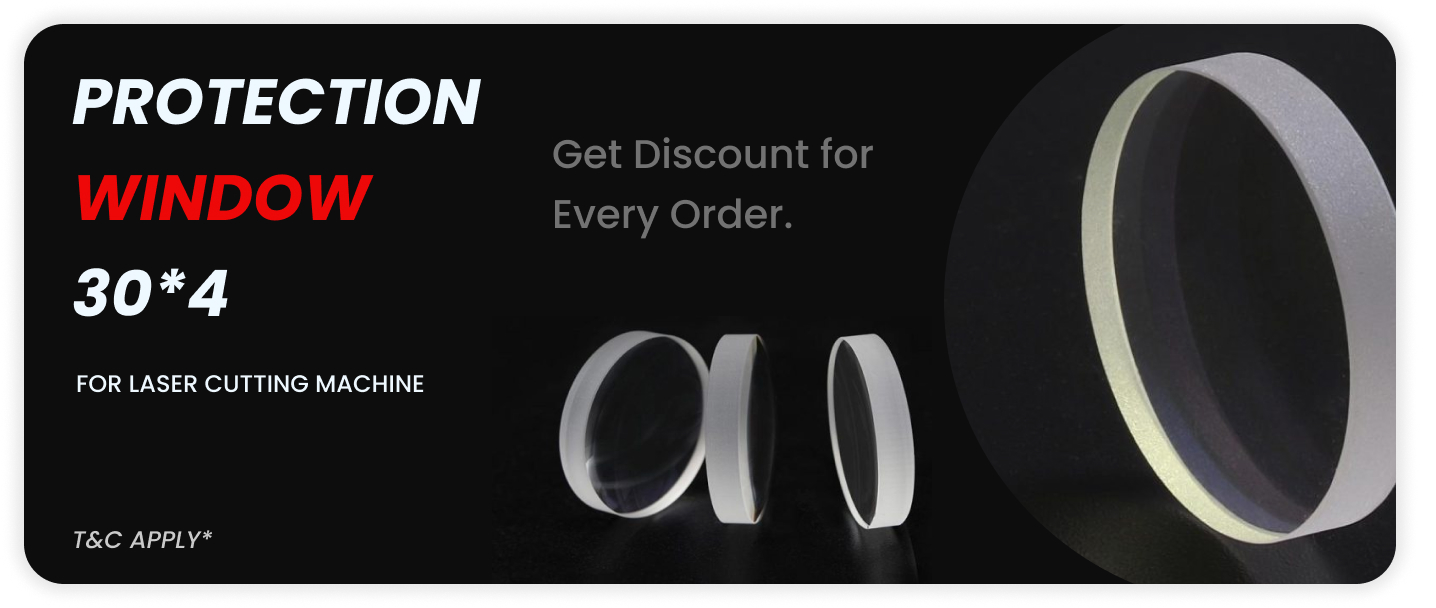 PROTECTION
WINDOW
30*4
FOR LASER CUTTING MACHINE
Get Discount for
Every Order.
T&C APPLY*